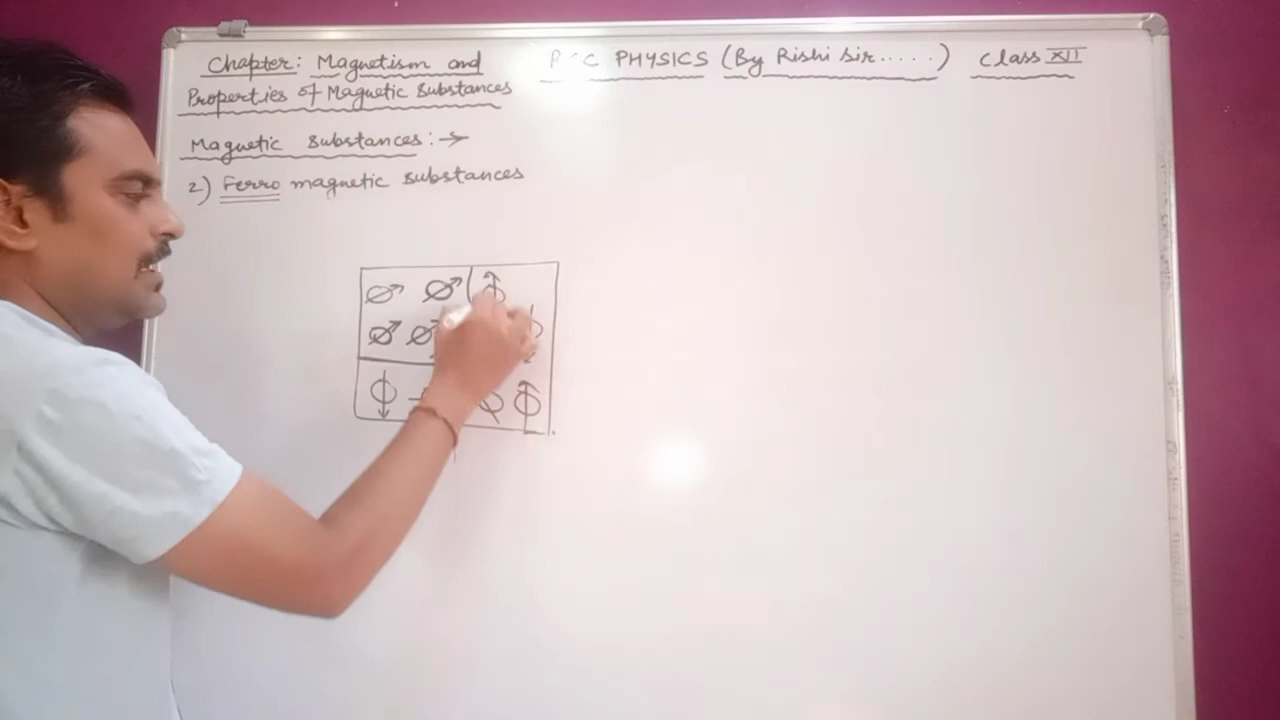 Chapter: Magnetism and
Properties of Magnetic Substances
PHYSICS (By Rishi Sir.....)
Class XII
Magnetic Substances:→
2) Ferro magnetic substances